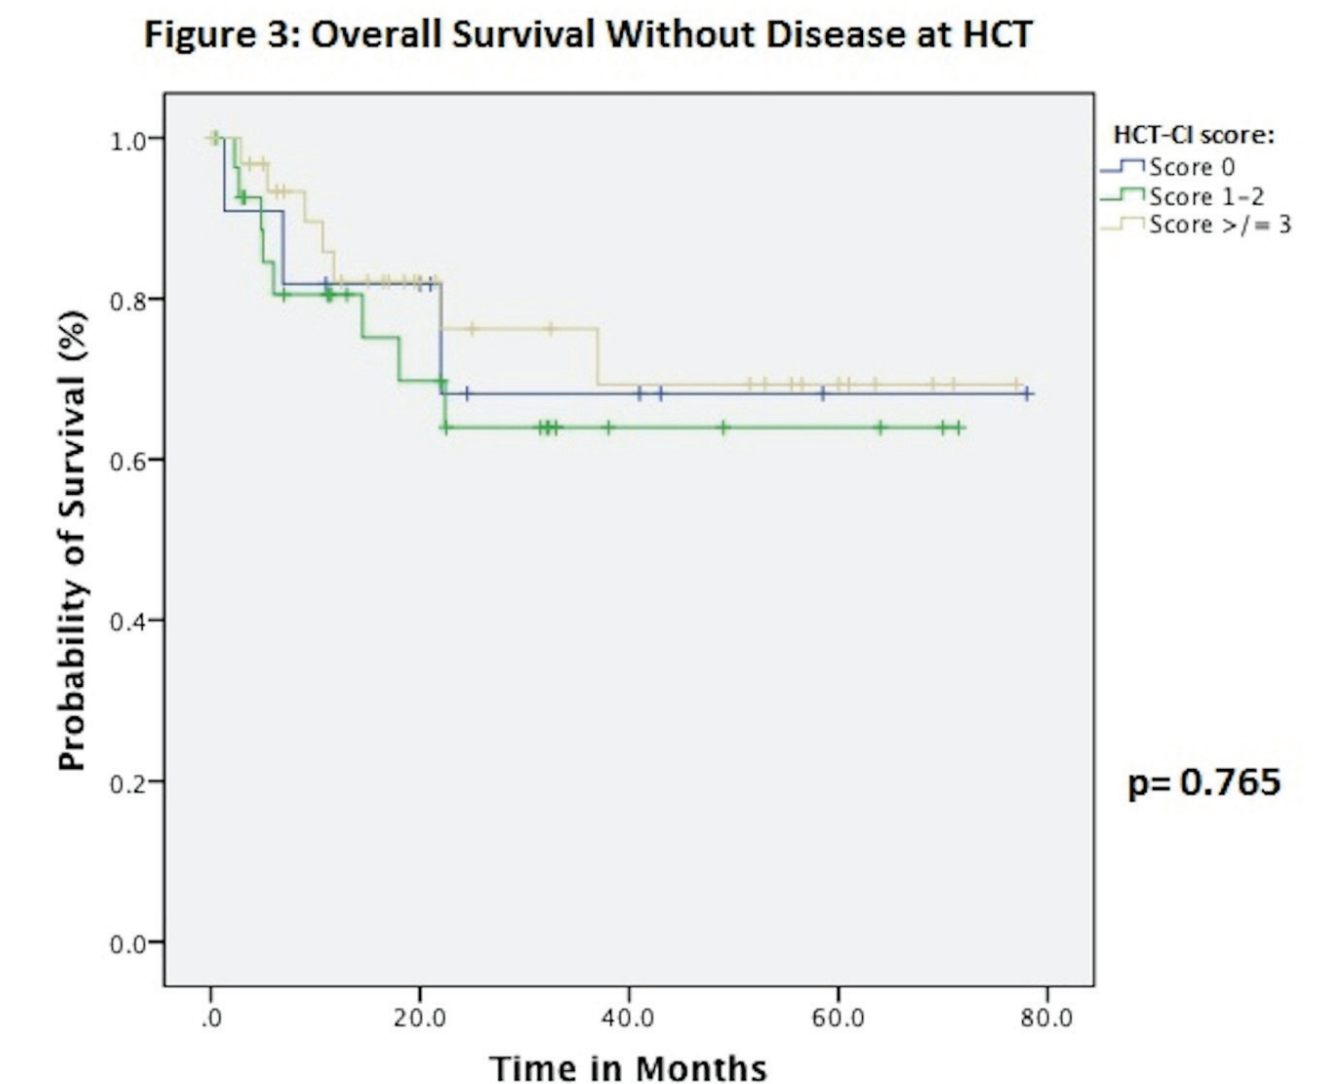 Figure 3: Overall Survival Without Disease at HCT
HCT-CI score:
Score 0
Score 1-2
Score >/= 3
Probability of Survival (%)
1.0
0.8
0.6
0.4
0.2
0.0
p= 0.765
.0
20.0
40.0
60.0
80.0
Time in Months